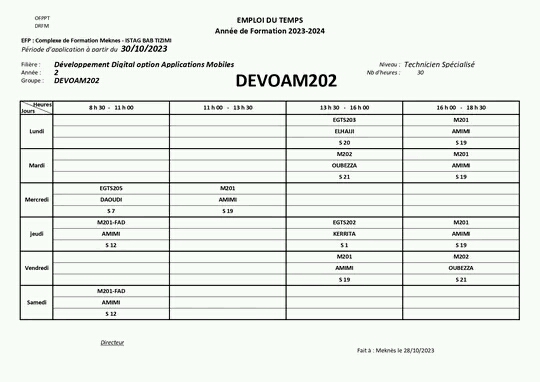 OFPPT
DRFM
EMPLOI DU TEMPS
Année de Formation 2023-2024
EFP : Complexe de Formation Meknes - ISTAG BAB TIZIMI
Période d'application à partir du 30/10/2023
Filière : Développement Digital option Applications Mobiles
Niveau : Technicien Spécialisé
Année : 2
Nb d'heures : 30
Groupe : DEVOAM202
DEVOAM202
Heures
Jours
8 h 30 - 11 h 00
11 h 00 - 13 h 30
13 h 30 - 16 h 00
16 h 00 - 18 h 30
Lundi
EGTS203 M201
ELHAJJI AMIMI
S 20 S 19
Mardi
M202 M201
OUBEZZA AMIMI
S 21 S 19
Mercredi
EGTS205 M201
DAOUDI AMIMI
S 7 S 19
Jeudi
M201-FAD EGTS202 M201
AMIMI KERRITA AMIMI
S 12 S 1 S 19
Vendredi
M201 M202
AMIMI OUBEZZA
S 19 S 21
Samedi
M201-FAD
AMIMI
S 12
Directeur
Fait à : Meknès le 28/10/2023